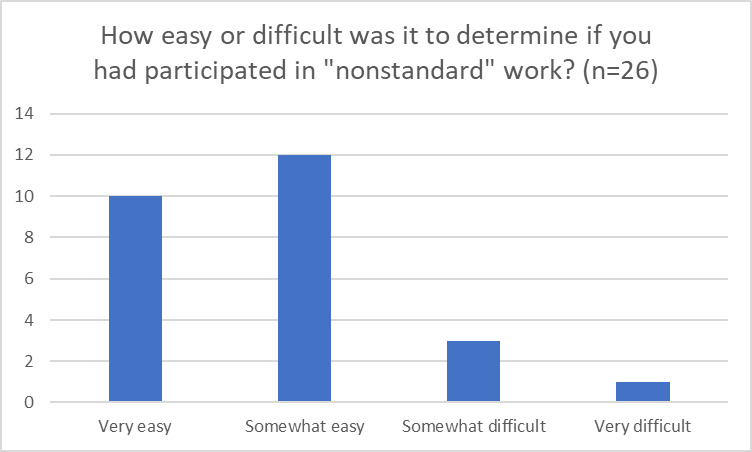 How easy or difficult was it to determine if you
had participated in "nonstandard" work? (n=26)
14
12
10
8
6
4
2
0
Very easy
Somewhat easy
Somewhat difficult
Very difficult